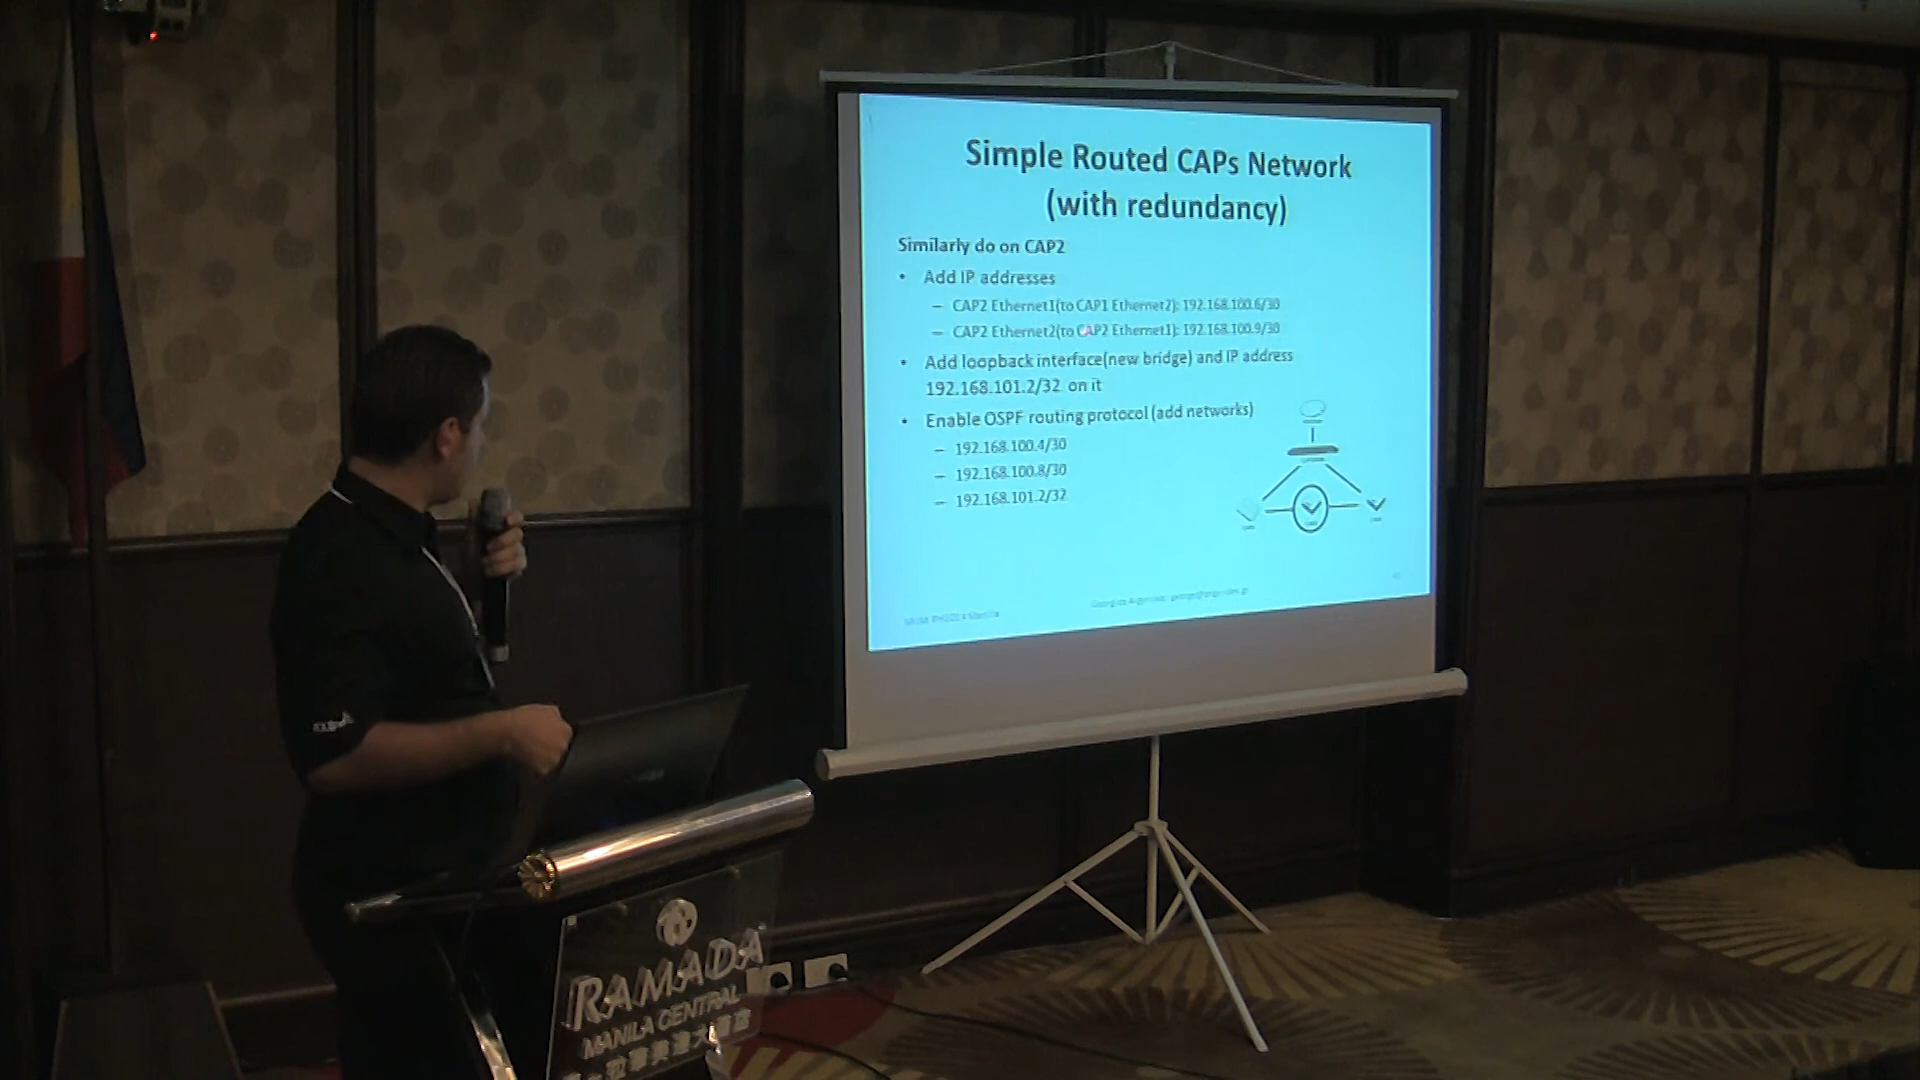 Simple Routed CAPs Network
(with redundancy)
Similarly do on CAP2
• Add IP addresses
– CAP2 Ethernet1(to CAP1 Ethernet2): 192.168.100.6/30
– CAP2 Ethernet2(to CAP2 Ethernet1): 192.168.100.9/30
• Add loopback interface(new bridge) and IP address
192.168.101.2/32 on it
• Enable OSPF routing protocol (add networks)
– 192.168.100.4/30
– 192.168.100.8/30
– 192.168.101.2/32
RAMADA
MANILA CENTRAL